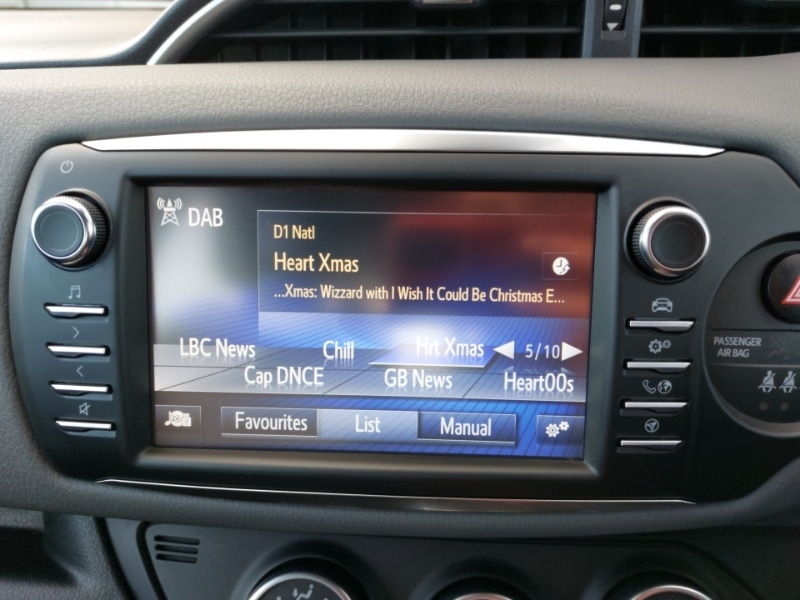 DAB
D1 Natl
Heart Xmas
...Xmas: Wizzard with I Wish It Could Be Christmas E...
LBC News Chill Hrt Xmas 5/10
Cap DNCE GB News Heart00s
Favourites List Manual
PASSENGER
AIR BAG